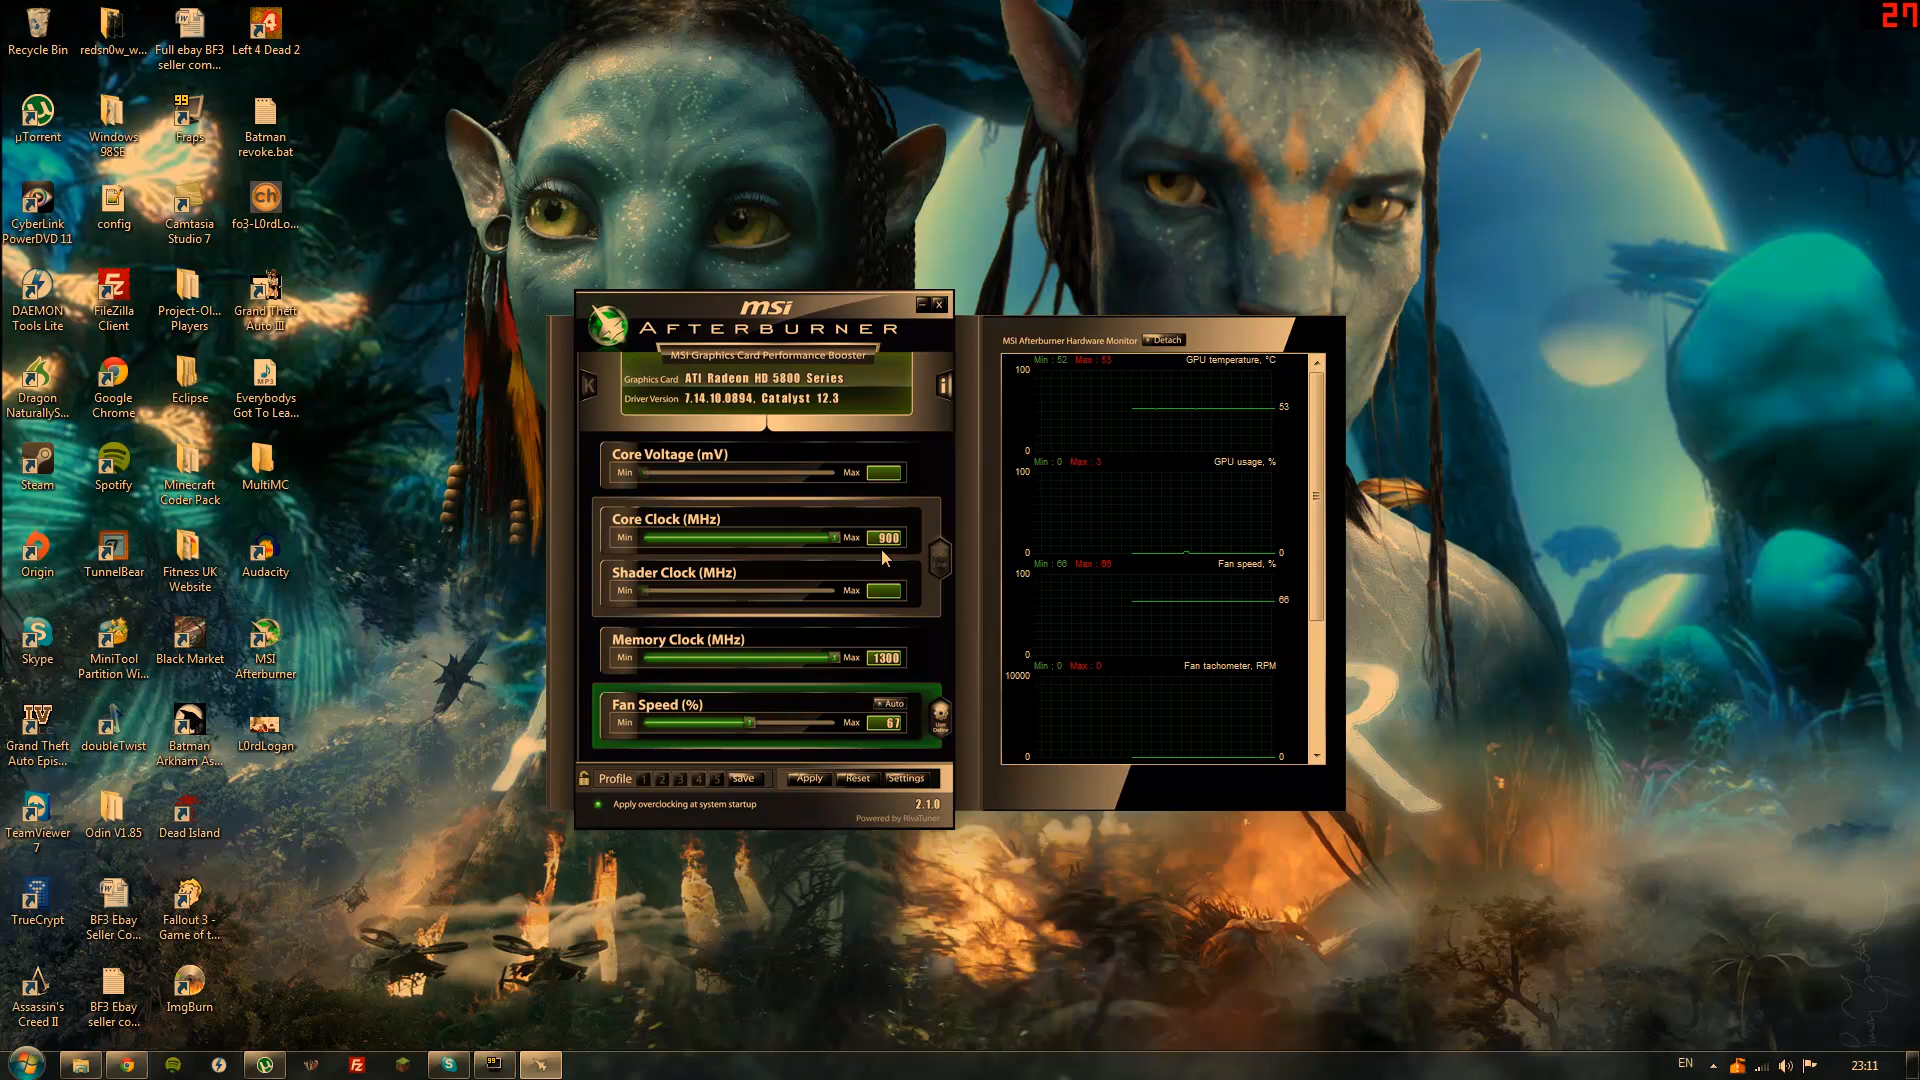 27
Recycle Bin
redsn0w_w...
Full ebay BF3
seller com...
Left 4 Dead 2
µTorrent
Windows
98SE
99
Fraps
Batman
revoke.bat
CyberLink
PowerDVD 11
config
Camtasia
Studio 7
ch
fo3-L0rdLo...
DAEMON
Tools Lite
FileZilla
Client
Project-Ol...
Players
Grand Theft
Auto III
Dragon
NaturallyS...
Google
Chrome
Eclipse
MP3
Everybodys
Got To Lea...
Steam
Spotify
Minecraft
Coder Pack
MultiMC
Origin
TunnelBear
Fitness UK
Website
Audacity
Skype
MiniTool
Partition Wi...
Black Market
MSI
Afterburner
IV
Grand Theft
Auto Epis...
doubleTwist
Batman
Arkham As...
L0rdLogan
TeamViewer
7
Odin V1.85
Dead Island
TrueCrypt
BF3 Ebay
Seller Co...
Fallout 3 -
Game of t...
Assassin's
Creed II
BF3 Ebay
seller co...
ImgBurn
msi
AFTERBURNER
MSI Graphics Card Performance Booster
K
i
Graphics Card ATI Radeon HD 5800 Series
Driver Version 7.14.10.0894, Catalyst 12.3
Core Voltage (mV)
Min Max
Core Clock (MHz)
Min Max 900
Link
Shader Clock (MHz)
Min Max
Memory Clock (MHz)
Min Max 1300
Fan Speed (%)
Auto
Min Max 67
User
Define
Profile 1 2 3 4 5 Save
Apply Reset Settings
Apply overclocking at system startup
2.1.0
Powered by RivaTuner
MSI Afterburner Hardware Monitor Detach
Min : 52 Max : 53 GPU temperature, °C
100
53
0
Min : 0 Max : 3 GPU usage, %
100
0 0
Min : 66 Max : 66 Fan speed, %
100
66
0
Min : 0 Max : 0 Fan tachometer, RPM
10000
0 0
R
EN
23:11